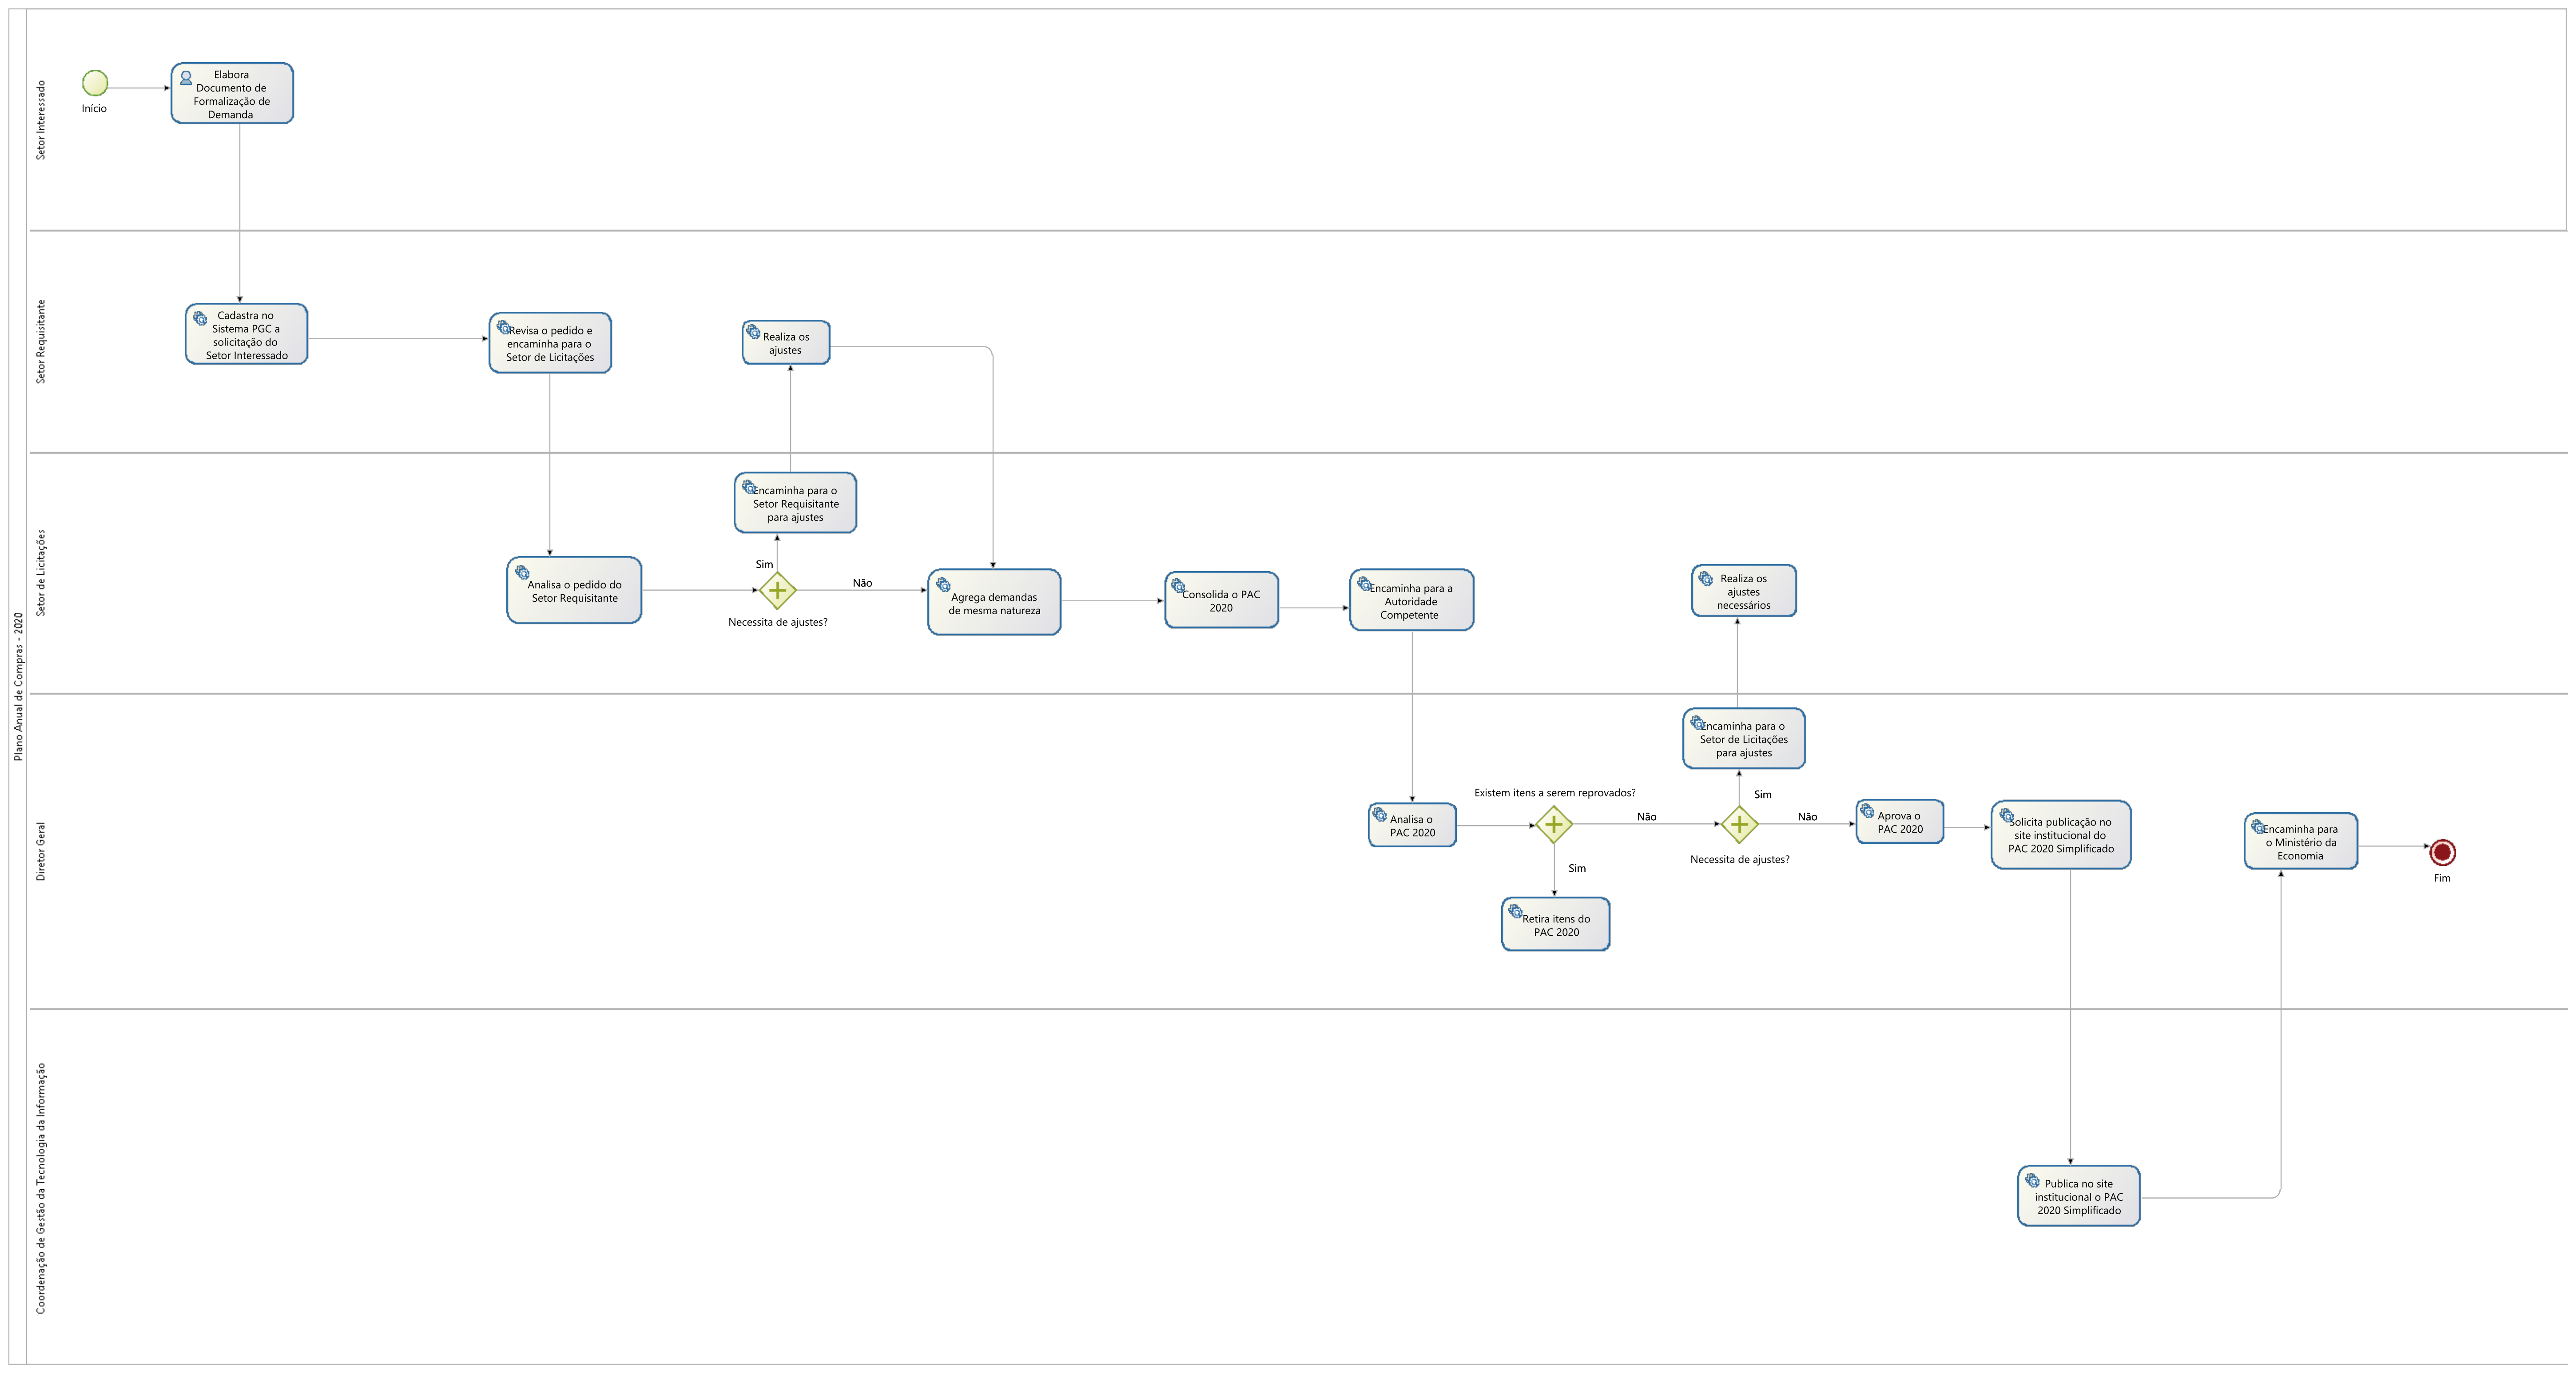 Plano Anual de Compras - 2020
Setor Interessado
Início
Elabora
Documento de
Formalização de
Demanda
Setor Requisitante
Cadastra no
Sistema PGC a
solicitação do
Setor Interessado
Revisa o pedido e
encaminha para o
Setor de Licitações
Realiza os
ajustes
Setor de Licitações
Analisa o pedido do
Setor Requisitante
Encaminha para o
Setor Requisitante
para ajustes
Sim
Não
Necessita de ajustes?
Agrega demandas
de mesma natureza
Consolida o PAC
2020
Encaminha para a
Autoridade
Competente
Realiza os
ajustes
necessários
Diretor Geral
Analisa o
PAC 2020
Existem itens a serem reprovados?
Não
Sim
Retira itens do
PAC 2020
Encaminha para o
Setor de Licitações
para ajustes
Sim
Não
Necessita de ajustes?
Aprova o
PAC 2020
Solicita publicação no
site institucional do
PAC 2020 Simplificado
Encaminha para
o Ministério da
Economia
Fim
Coordenação de Gestão da Tecnologia da Informação
Publica no site
institucional o PAC
2020 Simplificado